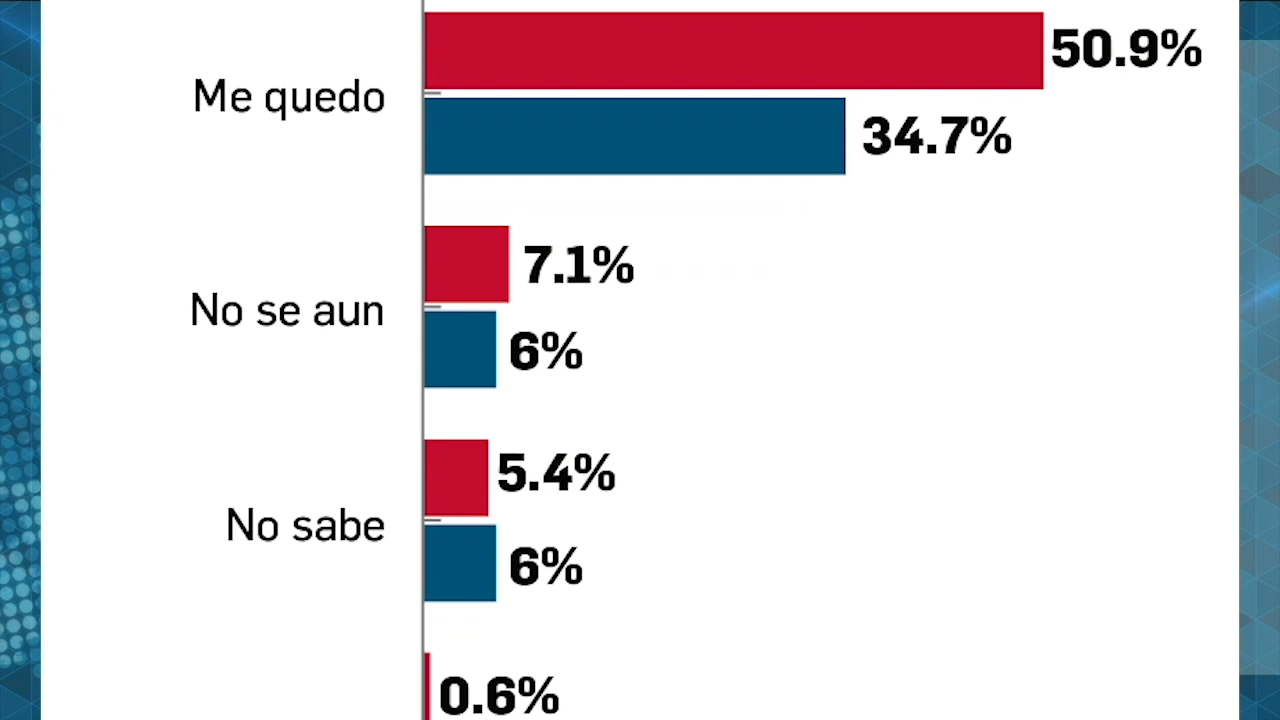 50.9%
Me quedo
34.7%
7.1%
No se aun
6%
5.4%
No sabe
6%
0.6%